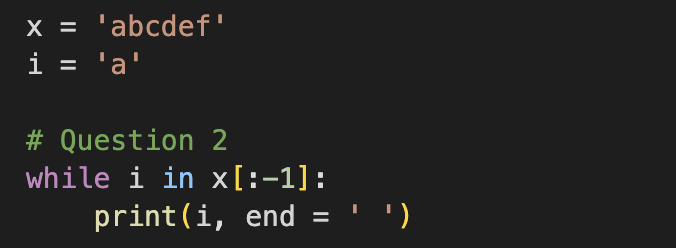 x = 'abcdef'
i = 'a'
# Question 2
while i in x[:-1]:
    print(i, end = ' ')